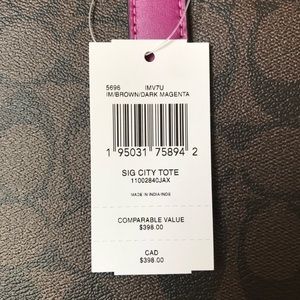 5696 IMV7U
IM/BROWN/DARK MAGENTA
1 95031 75894 2
SIG CITY TOTE
11002840JAX
MADE IN INDIA-INDE
COMPARABLE VALUE
$398.00
CAD
$398.00